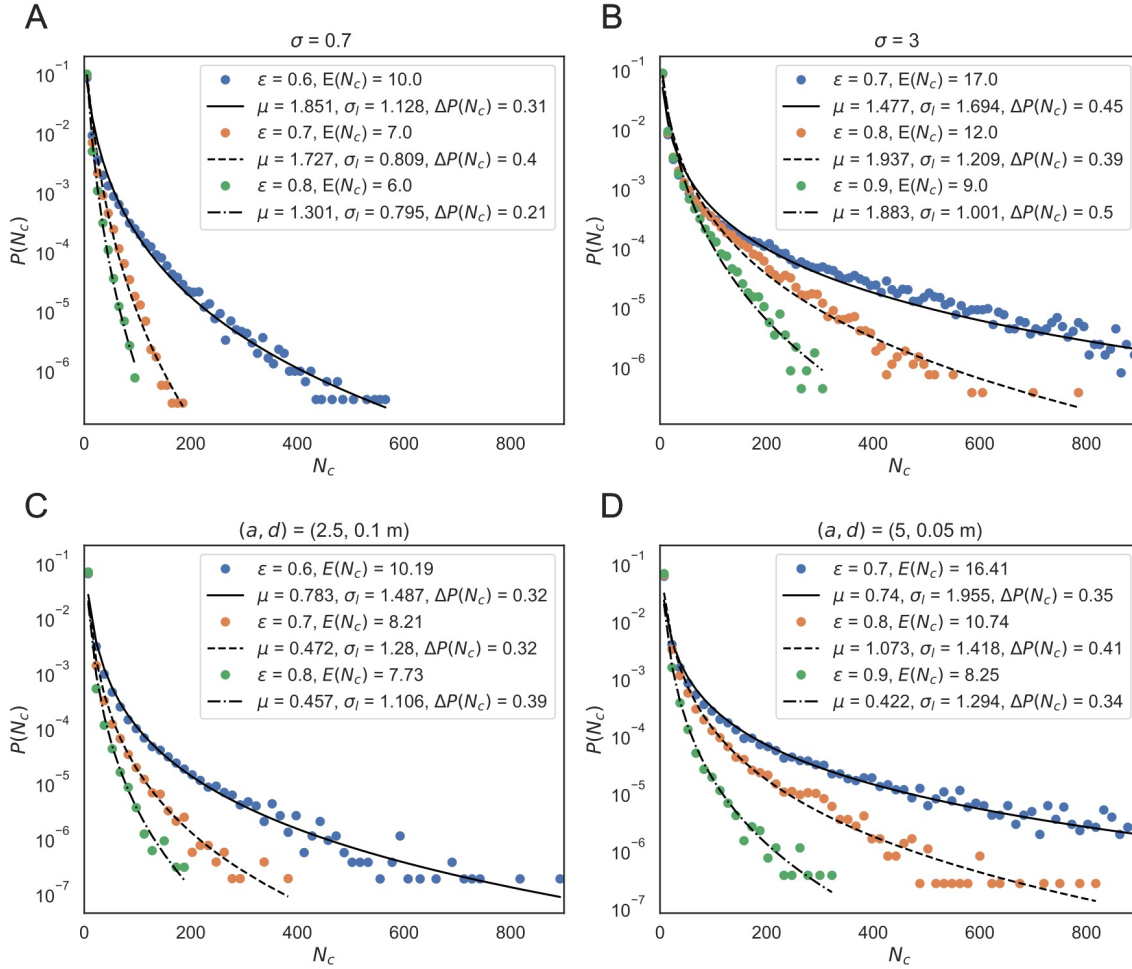 A
σ = 0.7
ε = 0.6, E(N_c) = 10.0
μ = 1.851, σ_l = 1.128, ΔP(N_c) = 0.31
ε = 0.7, E(N_c) = 7.0
μ = 1.727, σ_l = 0.809, ΔP(N_c) = 0.4
ε = 0.8, E(N_c) = 6.0
μ = 1.301, σ_l = 0.795, ΔP(N_c) = 0.21
P(N_c)
10^-1
10^-2
10^-3
10^-4
10^-5
10^-6
0 200 400 600 800
N_c
B
σ = 3
ε = 0.7, E(N_c) = 17.0
μ = 1.477, σ_l = 1.694, ΔP(N_c) = 0.45
ε = 0.8, E(N_c) = 12.0
μ = 1.937, σ_l = 1.209, ΔP(N_c) = 0.39
ε = 0.9, E(N_c) = 9.0
μ = 1.883, σ_l = 1.001, ΔP(N_c) = 0.5
P(N_c)
10^-1
10^-2
10^-3
10^-4
10^-5
10^-6
0 200 400 600 800
N_c
C
(a, d) = (2.5, 0.1 m)
ε = 0.6, E(N_c) = 10.19
μ = 0.783, σ_l = 1.487, ΔP(N_c) = 0.32
ε = 0.7, E(N_c) = 8.21
μ = 0.472, σ_l = 1.28, ΔP(N_c) = 0.32
ε = 0.8, E(N_c) = 7.73
μ = 0.457, σ_l = 1.106, ΔP(N_c) = 0.39
P(N_c)
10^-1
10^-2
10^-3
10^-4
10^-5
10^-6
10^-7
0 200 400 600 800
N_c
D
(a, d) = (5, 0.05 m)
ε = 0.7, E(N_c) = 16.41
μ = 0.74, σ_l = 1.955, ΔP(N_c) = 0.35
ε = 0.8, E(N_c) = 10.74
μ = 1.073, σ_l = 1.418, ΔP(N_c) = 0.41
ε = 0.9, E(N_c) = 8.25
μ = 0.422, σ_l = 1.294, ΔP(N_c) = 0.34
P(N_c)
10^-1
10^-2
10^-3
10^-4
10^-5
10^-6
10^-7
0 200 400 600 800
N_c